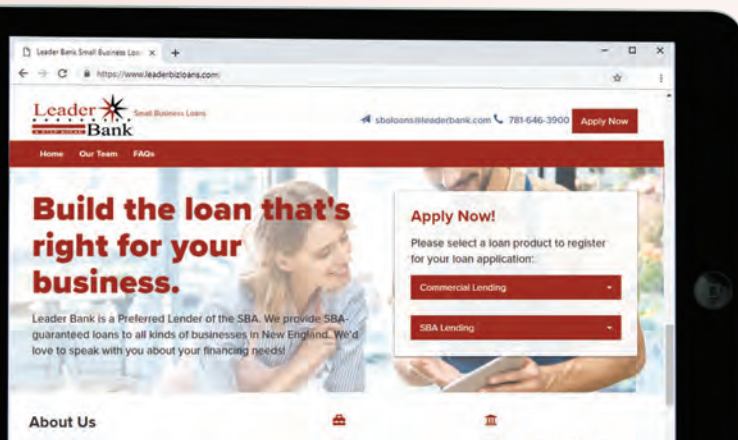 Leader Bank Small Business Loa
https://www.leaderbizloans.com
Leader
Bank
Small Business Loans
sbaloans@leaderbank.com 781-646-3900 Apply Now
Home Our Team FAQs
Build the loan that's
right for your
business.
Leader Bank is a Preferred Lender of the SBA. We provide SBA-
guaranteed loans to all kinds of businesses in New England. We'd
love to speak with you about your financing needs!
Apply Now!
Please select a loan product to register
for your loan application:
Commercial Lending
SBA Lending
About Us